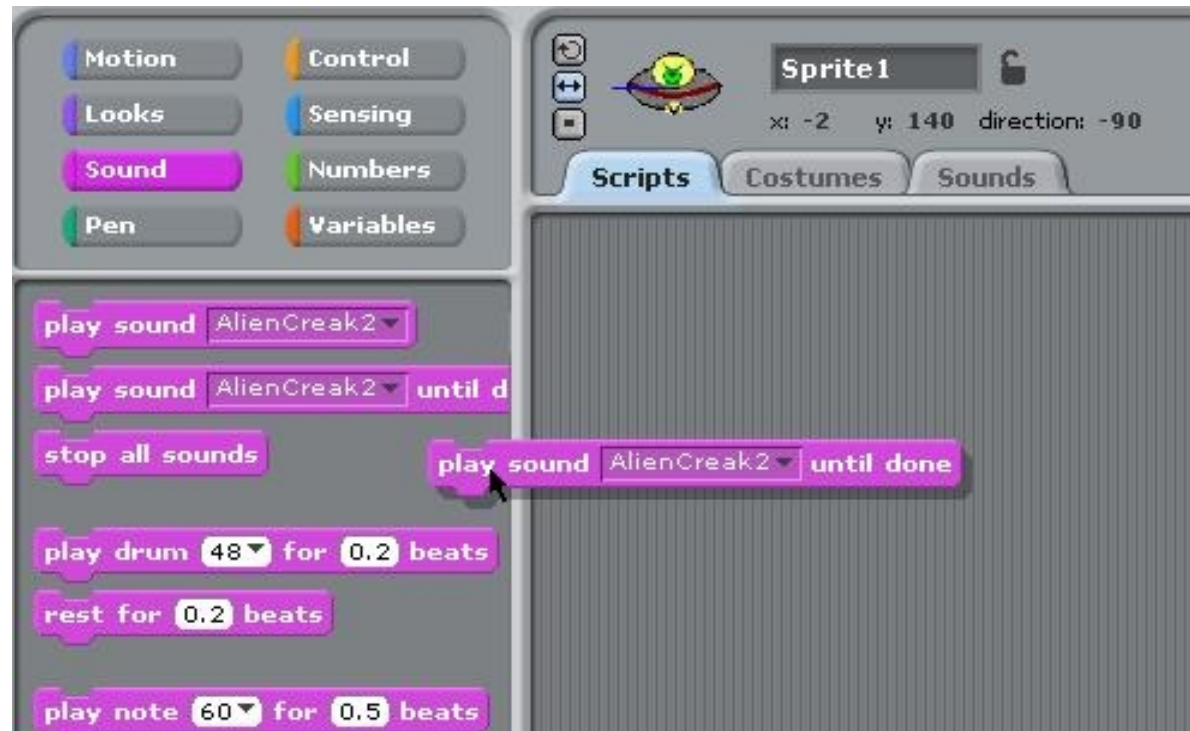 Motion Control
Looks Sensing
Sound Numbers
Pen Variables
Sprite1
x: -2 y: 140 direction: -90
Scripts Costumes Sounds
play sound AlienCreak2
play sound AlienCreak2 until d
stop all sounds
play sound AlienCreak2 until done
play drum 48 for 0.2 beats
rest for 0.2 beats
play note 60 for 0.5 beats